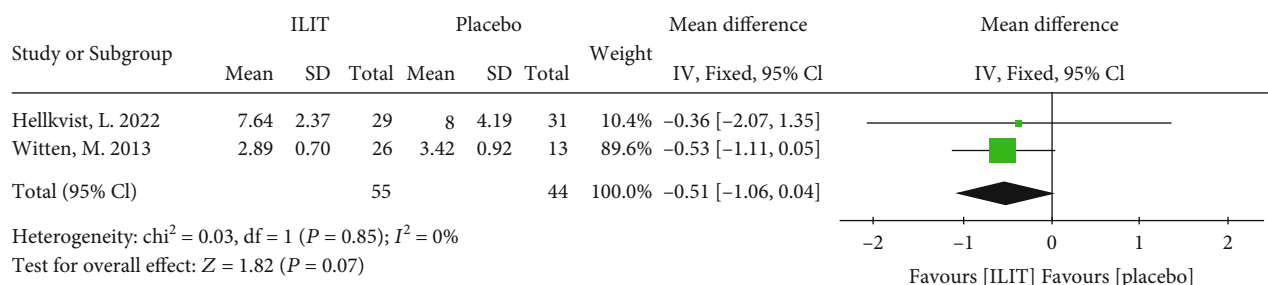 ILIT Placebo Mean difference Mean difference
Study or Subgroup Weight
Mean SD Total Mean SD Total IV, Fixed, 95% Cl IV, Fixed, 95% Cl
Hellkvist, L. 2022 7.64 2.37 29 8 4.19 31 10.4% −0.36 [−2.07, 1.35]
Witten, M. 2013 2.89 0.70 26 3.42 0.92 13 89.6% −0.53 [−1.11, 0.05]
Total (95% Cl) 55 44 100.0% −0.51 [−1.06, 0.04]
Heterogeneity: chi² = 0.03, df = 1 (P = 0.85); I² = 0%
Test for overall effect: Z = 1.82 (P = 0.07)
−2 −1 0 1 2
Favours [ILIT] Favours [placebo]